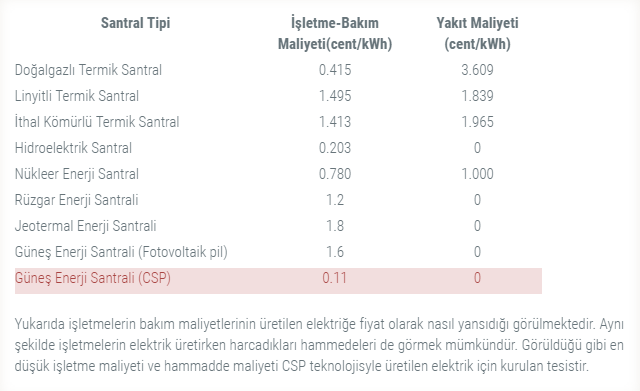 Santral Tipi İşletme-Bakım Yakıt Maliyeti
Maliyeti(cent/kWh) (cent/kWh)
Doğalgazlı Termik Santral 0.415 3.609
Linyitli Termik Santral 1.495 1.839
İthal Kömürlü Termik Santral 1.413 1.965
Hidroelektrik Santral 0.203 0
Nükleer Enerji Santral 0.780 1.000
Rüzgar Enerji Santrali 1.2 0
Jeotermal Enerji Santrali 1.8 0
Güneş Enerji Santrali (Fotovoltaik pil) 1.6 0
Güneş Enerji Santrali (CSP) 0.11 0
Yukarıda işletmelerin bakım maliyetlerinin üretilen elektriğe fiyat olarak nasıl yansıdığı görülmektedir. Aynı
şekilde işletmelerin elektrik üretirken harcadıkları hammedeleri de görmek mümkündür. Görüldüğü gibi en
düşük işletme maliyeti ve hammadde maliyeti CSP teknolojisyle üretilen elektrik için kurulan tesistir.